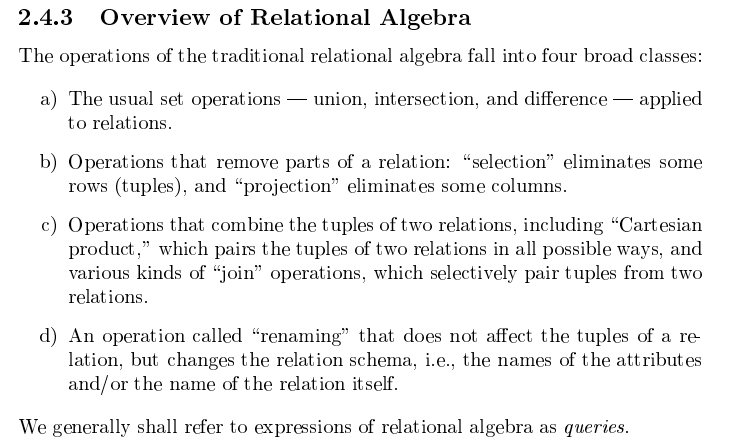 2.4.3 Overview of Relational Algebra
The operations of the traditional relational algebra fall into four broad classes:
a) The usual set operations — union, intersection, and difference — applied
to relations.
b) Operations that remove parts of a relation: “selection” eliminates some
rows (tuples), and “projection” eliminates some columns.
c) Operations that combine the tuples of two relations, including “Cartesian
product,” which pairs the tuples of two relations in all possible ways, and
various kinds of “join” operations, which selectively pair tuples from two
relations.
d) An operation called “renaming” that does not affect the tuples of a re-
lation, but changes the relation schema, i.e., the names of the attributes
and/or the name of the relation itself.
We generally shall refer to expressions of relational algebra as queries.